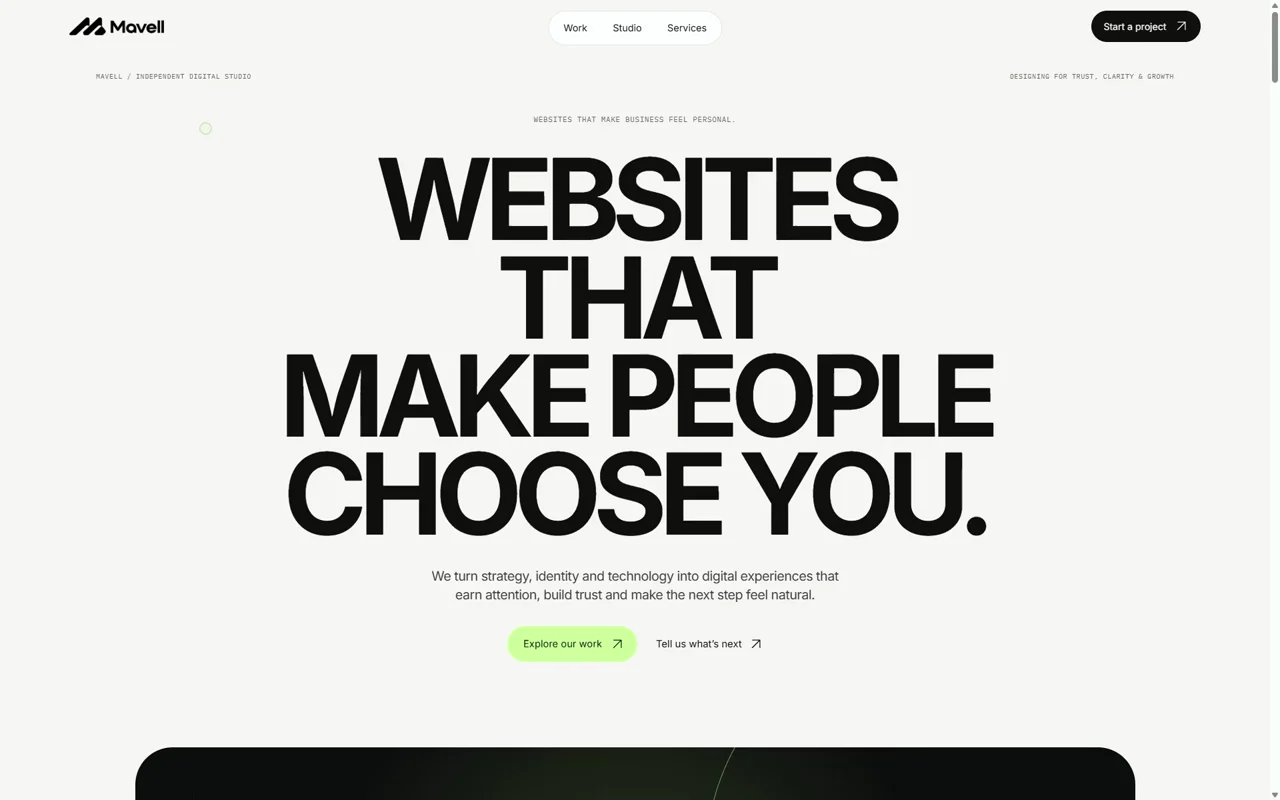 Mavell
Work
Studio
Services
Start a project
MAVELL / INDEPENDENT DIGITAL STUDIO
DESIGNING FOR TRUST, CLARITY & GROWTH
WEBSITES THAT MAKE BUSINESS FEEL PERSONAL.
WEBSITES
THAT
MAKE PEOPLE
CHOOSE YOU.
We turn strategy, identity and technology into digital experiences that
earn attention, build trust and make the next step feel natural.
Explore our work
Tell us what’s next